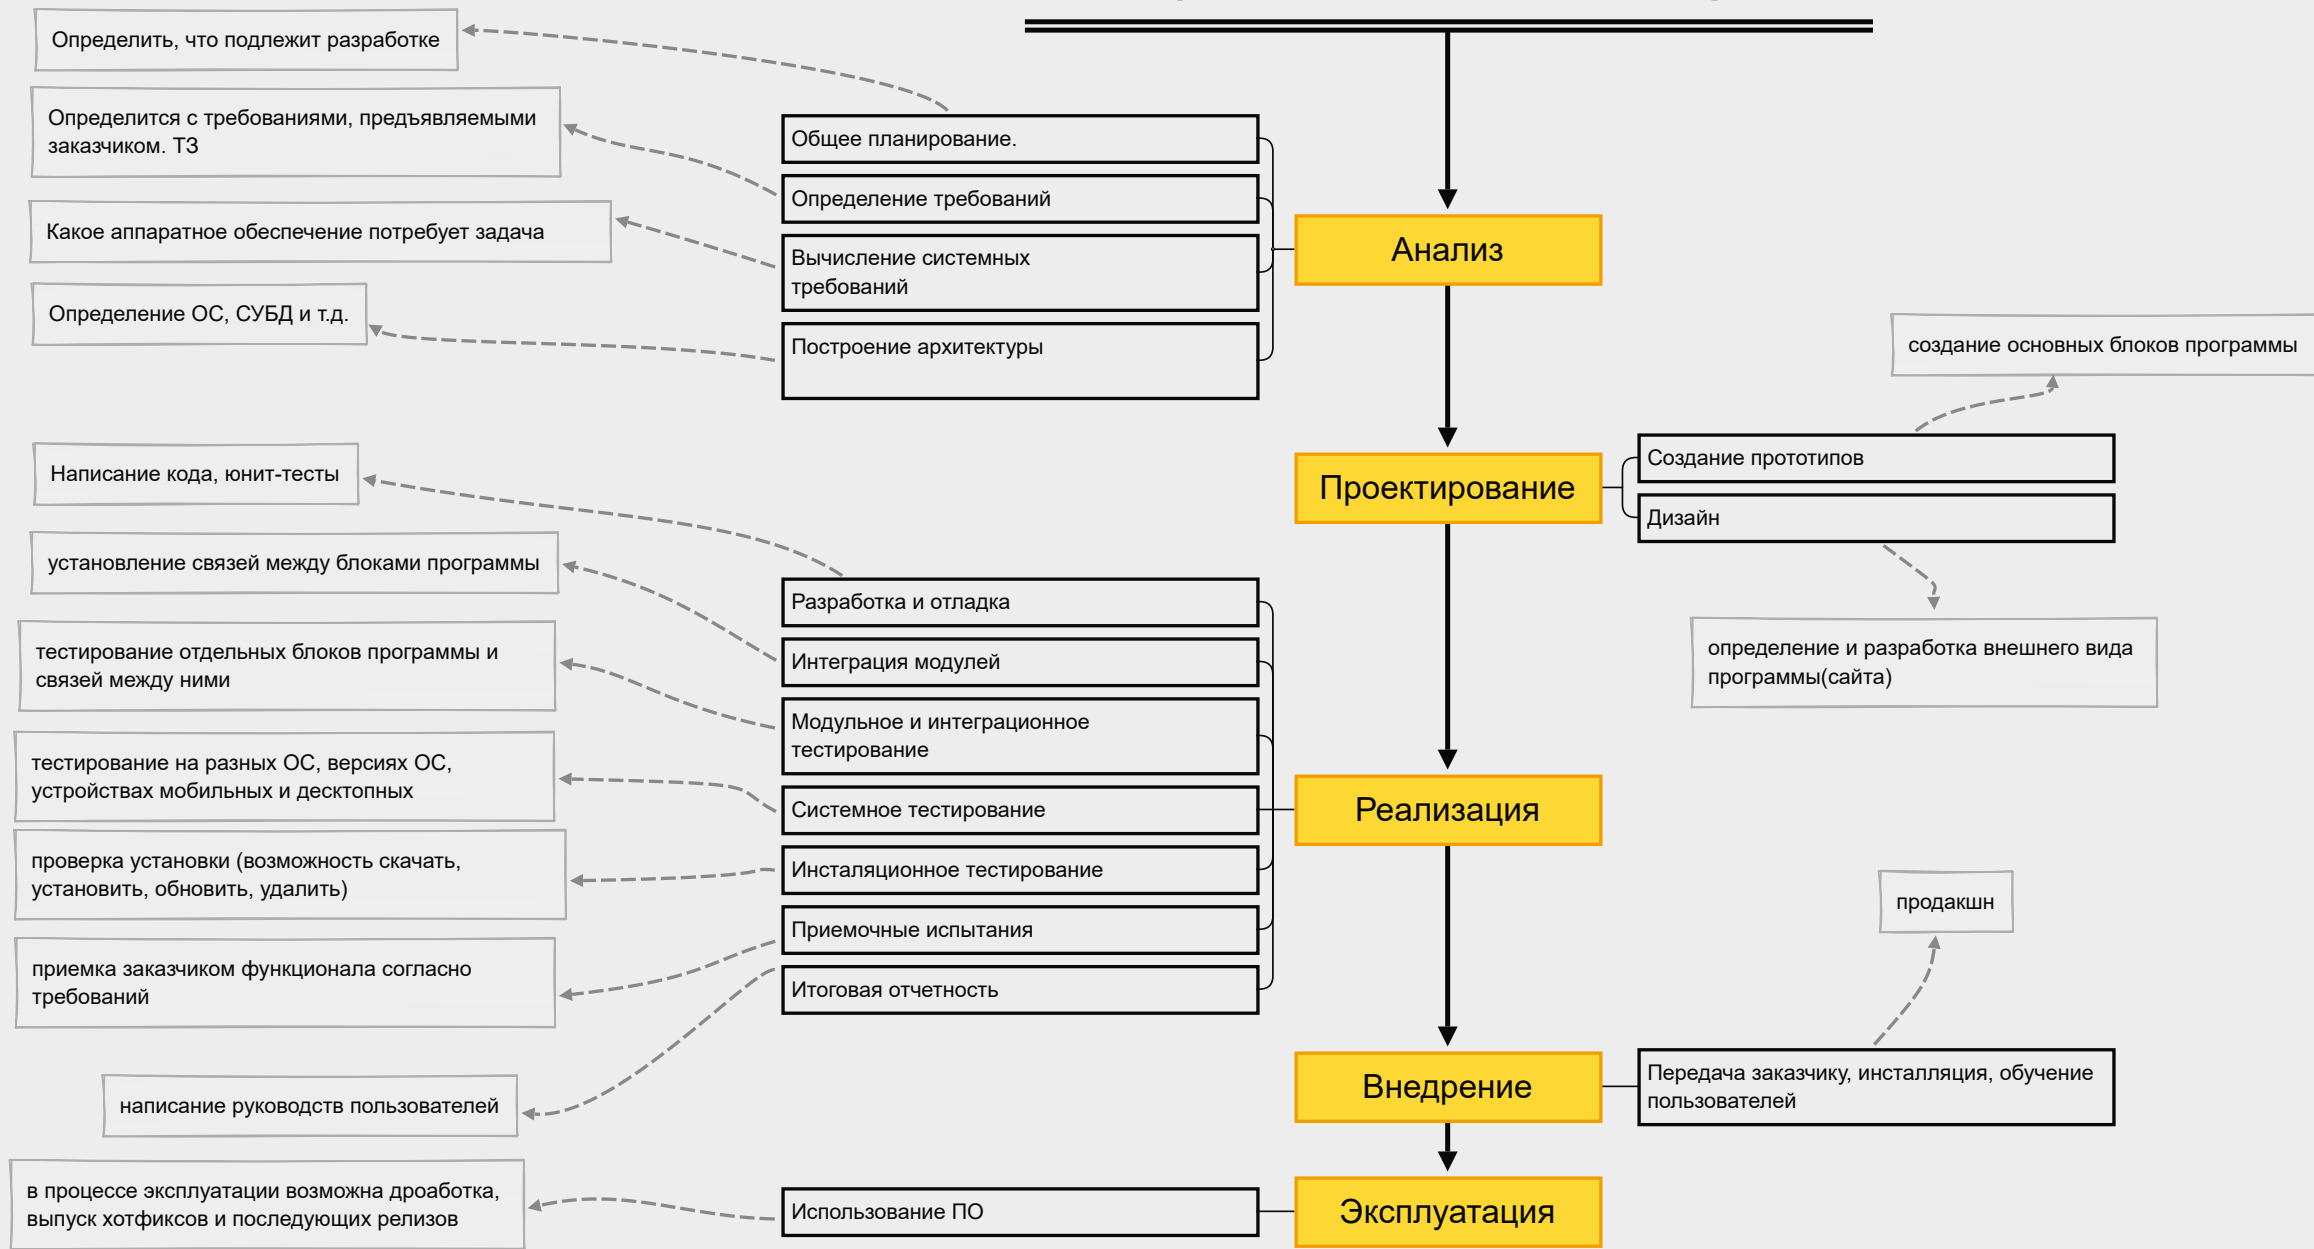 Определить, что подлежит разработке
Определится с требованиями, предъявляемыми
заказчиком. ТЗ
Какое аппаратное обеспечение потребует задача
Определение ОС, СУБД и т.д.
Общее планирование.
Определение требований
Вычисление системных
требований
Построение архитектуры
Анализ
создание основных блоков программы
Проектирование
Создание прототипов
Дизайн
определение и разработка внешнего вида
программы(сайта)
Написание кода, юнит-тесты
установление связей между блоками программы
тестирование отдельных блоков программы и
связей между ними
тестирование на разных ОС, версиях ОС,
устройствах мобильных и десктопных
проверка установки (возможность скачать,
установить, обновить, удалить)
приемка заказчиком функционала согласно
требований
написание руководств пользователей
Разработка и отладка
Интеграция модулей
Модульное и интеграционное
тестирование
Системное тестирование
Инсталяционное тестирование
Приемочные испытания
Итоговая отчетность
Реализация
продакшн
Внедрение
Передача заказчику, инсталляция, обучение
пользователей
в процессе эксплуатации возможна дроаботка,
выпуск хотфиксов и последующих релизов
Использование ПО
Эксплуатация